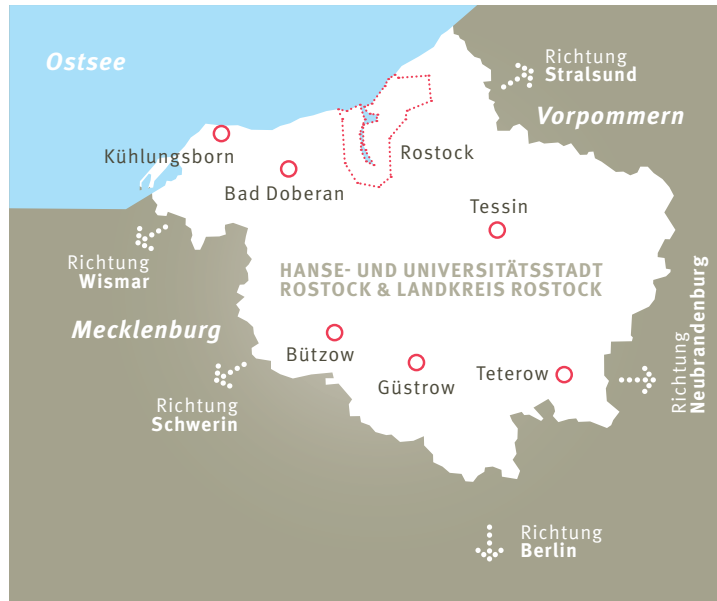 Ostsee
Richtung
Stralsund
Vorpommern
Kühlungsborn
Rostock
Bad Doberan
Tessin
Richtung
Wismar
HANSE- UND UNIVERSITÄTSSTADT
ROSTOCK & LANDKREIS ROSTOCK
Mecklenburg
Bützow
Güstrow
Teterow
Richtung
Neubrandenburg
Richtung
Schwerin
Richtung
Berlin